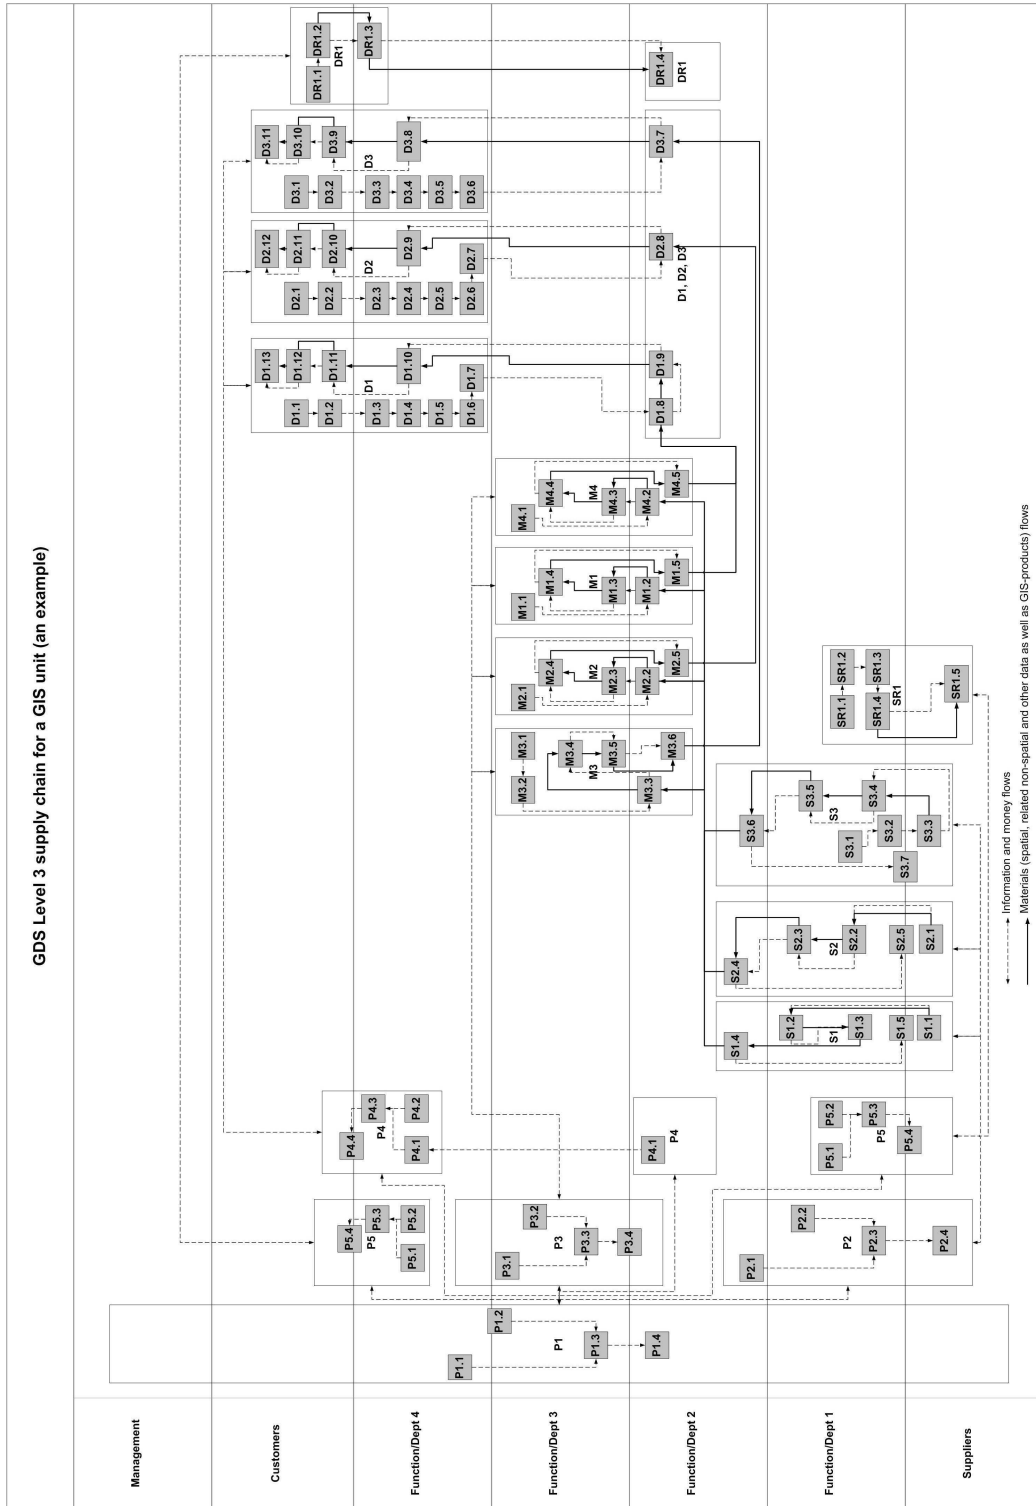 GDS Level 3 supply chain for a GIS unit (an example)
Management
Customers
Function/Dept 4
Function/Dept 3
Function/Dept 2
Function/Dept 1
Suppliers
P1.1
P1.2
P1.3
P1.4
P1
P5.4
P5.3
P5.2
P5.1
P5
P3.1
P3.2
P3.3
P3.4
P3
P2.1
P2.2
P2.3
P2.4
P2
P4.4
P4.3
P4.2
P4.1
P4
P4.1
P4
P5.1
P5.2
P5.3
P5.4
P5
S1.4
S1.2
S1.3
S1.5
S1.1
S1
S2.4
S2.3
S2.2
S2.5
S2.1
S2
S3.6
S3.5
S3.4
S3.1
S3.2
S3.3
S3.7
S3
SR1.1
SR1.2
SR1.3
SR1.4
SR1.5
SR1
M3.1
M3.2
M3.3
M3.4
M3.5
M3.6
M3
M2.1
M2.4
M2.3
M2.2
M2.5
M2
M1.1
M1.4
M1.3
M1.2
M1.5
M1
M4.1
M4.4
M4.3
M4.2
M4.5
M4
D1.1
D1.2
D1.3
D1.4
D1.5
D1.6
D1.7
D1.13
D1.12
D1.11
D1.10
D1
D1.8
D1.9
D2.1
D2.2
D2.3
D2.4
D2.5
D2.6
D2.7
D2.12
D2.11
D2.10
D2.9
D2
D2.8
D1, D2, D3
D3.1
D3.2
D3.3
D3.4
D3.5
D3.6
D3.11
D3.10
D3.9
D3.8
D3
D3.7
DR1.1
DR1.2
DR1.3
DR1
DR1.4
DR1
Information and money flows
Materials (spatial, related non-spatial and other data as well as GIS-products) flows